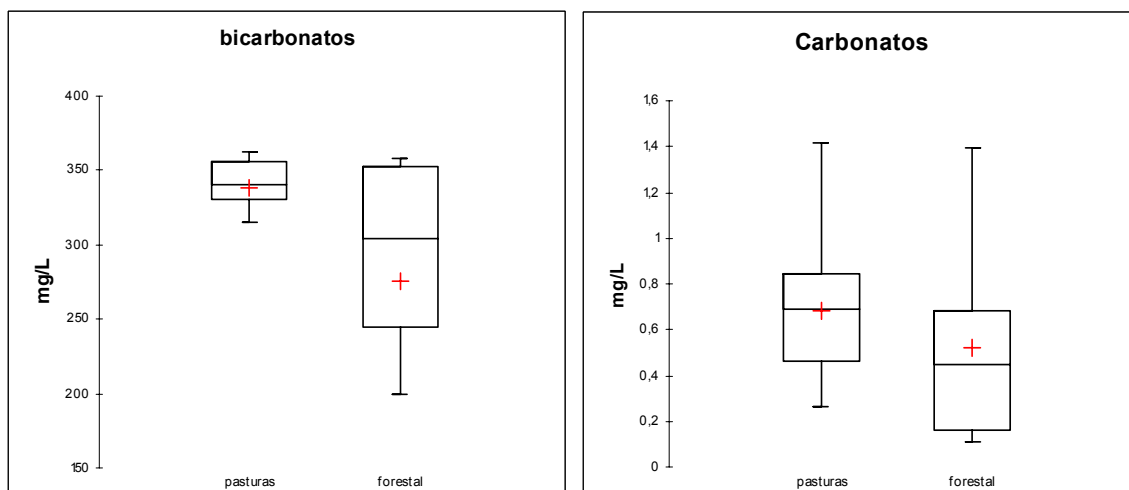 bicarbonatos
400
350
300
250
200
150
mg/L
pasturas
forestal
Carbonatos
1,6
1,4
1,2
1
0,8
0,6
0,4
0,2
0
mg/L
pasturas
forestal